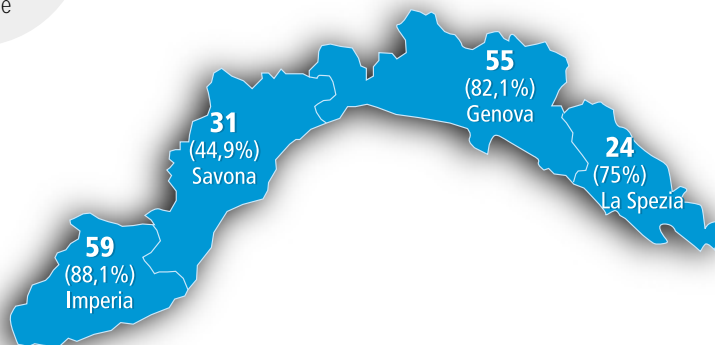 e
55
(82,1%)
Genova
31
(44,9%)
Savona
24
(75%)
La Spezia
59
(88,1%)
Imperia